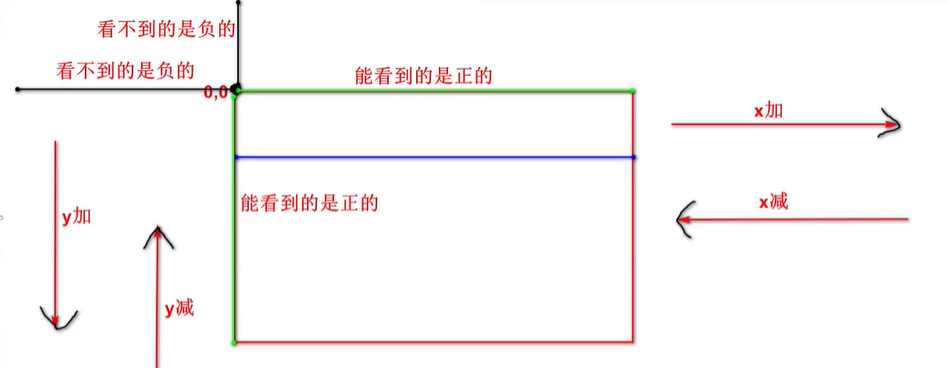 看不到的是负的
看不到的是负的
能看到的是正的
0,0
x加
x减
能看到的是正的
y加
y减